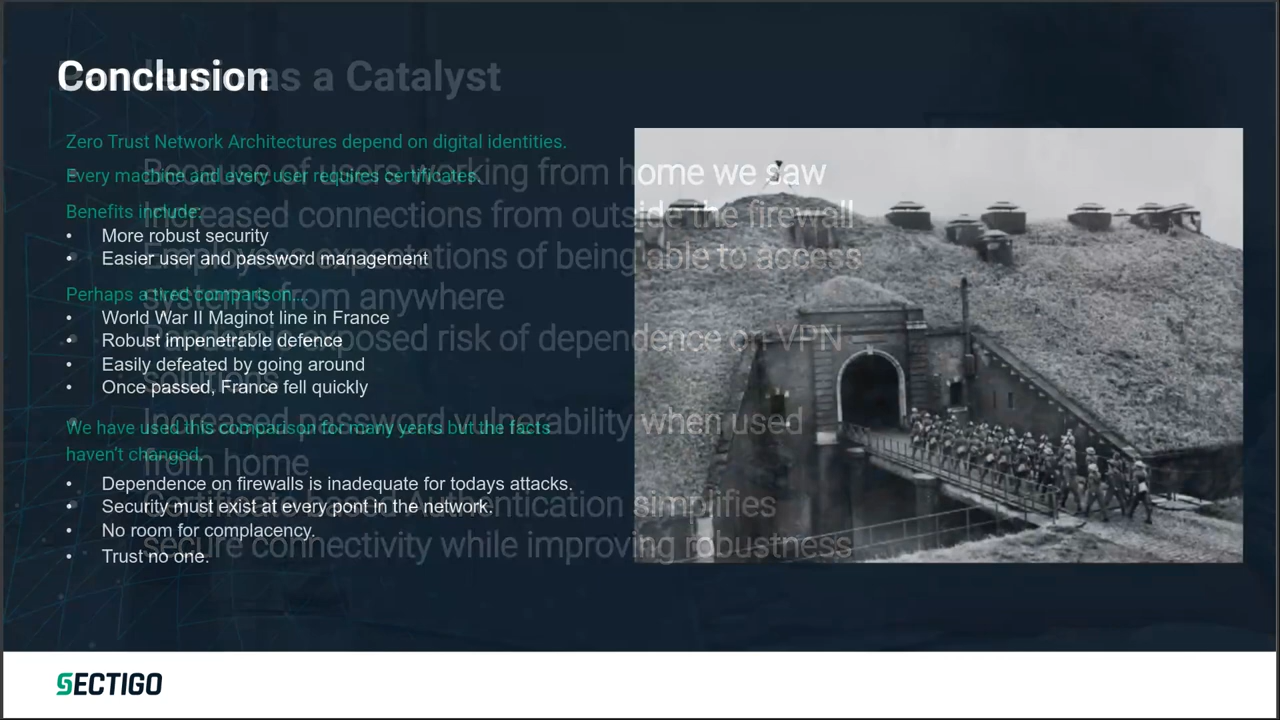 Conclusion
as a Catalyst
Zero Trust Network Architectures depend on digital identities.
Every machine and every user requires certificates.
Benefits include:
• More robust security
• Easier user and password management
Perhaps a tired comparison...
• World War II Maginot line in France
• Robust impenetrable defence
• Easily defeated by going around
• Once passed, France fell quickly
We have used this comparison for many years but the facts
haven't changed.
• Dependence on firewalls is inadequate for todays attacks.
• Security must exist at every pont in the network.
• No room for complacency.
• Trust no one.
Because of users working from home we saw
Increased connections from outside the firewall
Employees expectations of being able to access
systems from anywhere
Pandemic exposed risk of dependence on VPN
solutions
Increased password vulnerability when used
from home
Certificate based Authentication simplifies
secure connectivity while improving robustness
SECTIGO